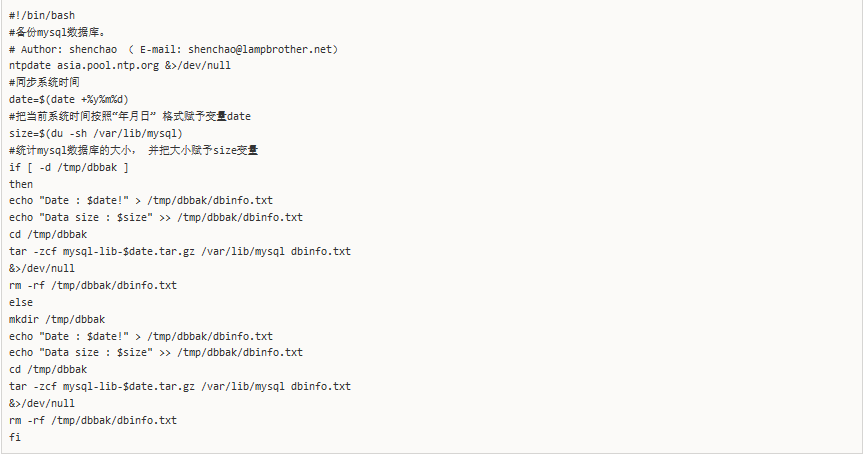 #!/bin/bash
#备份mysql数据库。
# Author: shenchao （ E-mail: shenchao@lampbrother.net）
ntpdate asia.pool.ntp.org &>/dev/null
#同步系统时间
date=$(date +%y%m%d)
#把当前系统时间按照“年月日” 格式赋予变量date
size=$(du -sh /var/lib/mysql)
#统计mysql数据库的大小， 并把大小赋予size变量
if [ -d /tmp/dbbak ]
then
echo "Date : $date!" > /tmp/dbbak/dbinfo.txt
echo "Data size : $size" >> /tmp/dbbak/dbinfo.txt
cd /tmp/dbbak
tar -zcf mysql-lib-$date.tar.gz /var/lib/mysql dbinfo.txt
&>/dev/null
rm -rf /tmp/dbbak/dbinfo.txt
else
mkdir /tmp/dbbak
echo "Date : $date!" > /tmp/dbbak/dbinfo.txt
echo "Data size : $size" >> /tmp/dbbak/dbinfo.txt
cd /tmp/dbbak
tar -zcf mysql-lib-$date.tar.gz /var/lib/mysql dbinfo.txt
&>/dev/null
rm -rf /tmp/dbbak/dbinfo.txt
fi